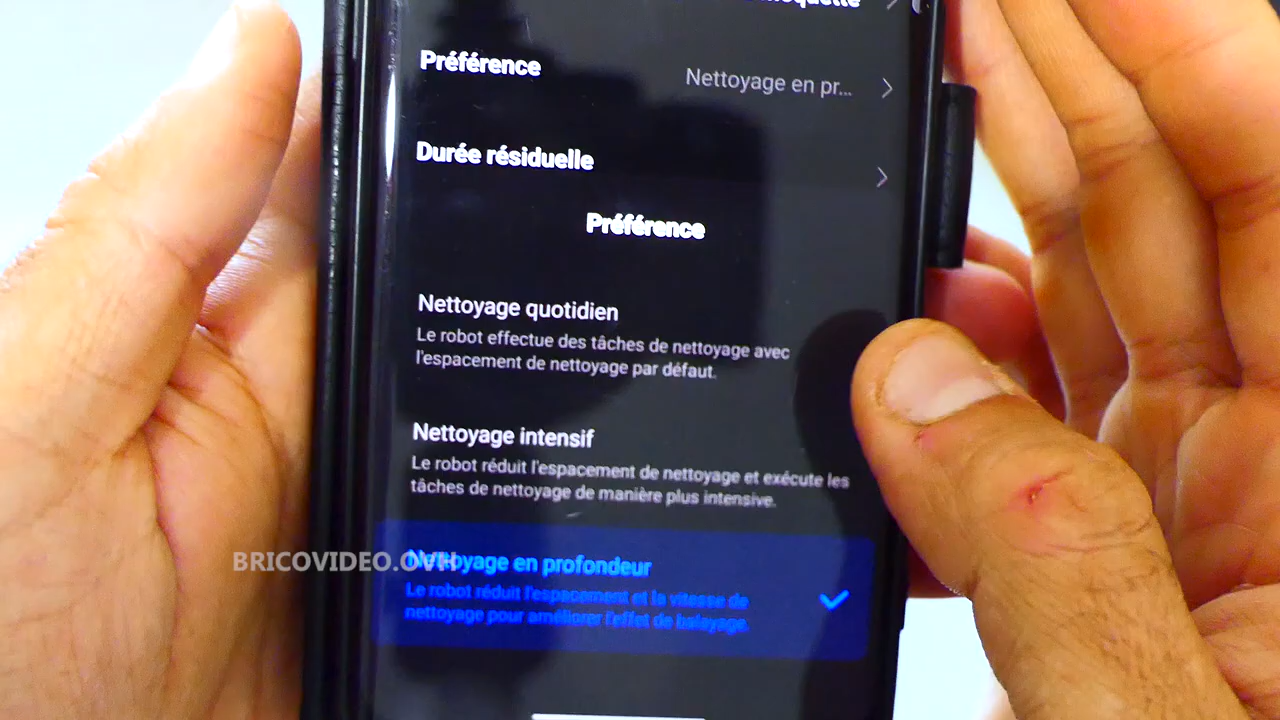 Préférence
Nettoyage en pr...
Durée résiduelle
Préférence
Nettoyage quotidien
Le robot effectue des tâches de nettoyage avec
l'espacement de nettoyage par défaut.
Nettoyage intensif
Le robot réduit l'espacement de nettoyage et exécute les
tâches de nettoyage de manière plus intensive.
BRICOVIDEO.OVH
Nettoyage en profondeur
Le robot réduit l'espacement et la vitesse de
nettoyage pour améliorer l'effet de balayage.